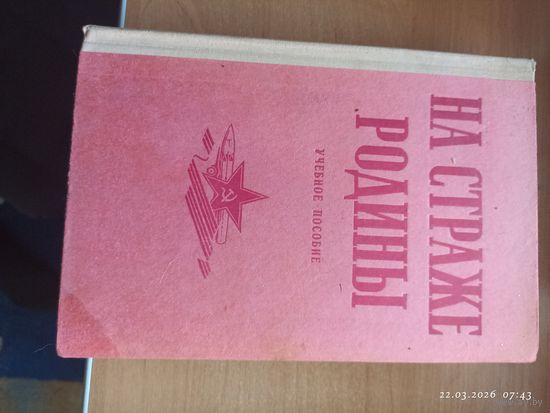 НА СТРАЖЕ
РОДИНЫ
УЧЕБНОЕ ПОСОБИЕ
22.03.2026 07:43